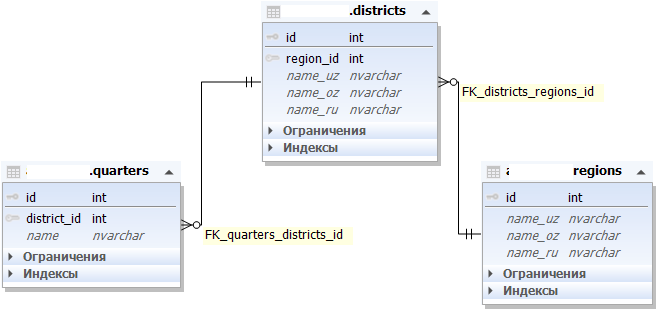 .districts
id int
region_id int
name_uz nvarchar
name_oz nvarchar
name_ru nvarchar
Ограничения
Индексы
FK_districts_regions_id
.quarters
id int
district_id int
name nvarchar
Ограничения
Индексы
FK_quarters_districts_id
regions
id int
name_uz nvarchar
name_oz nvarchar
name_ru nvarchar
Ограничения
Индексы